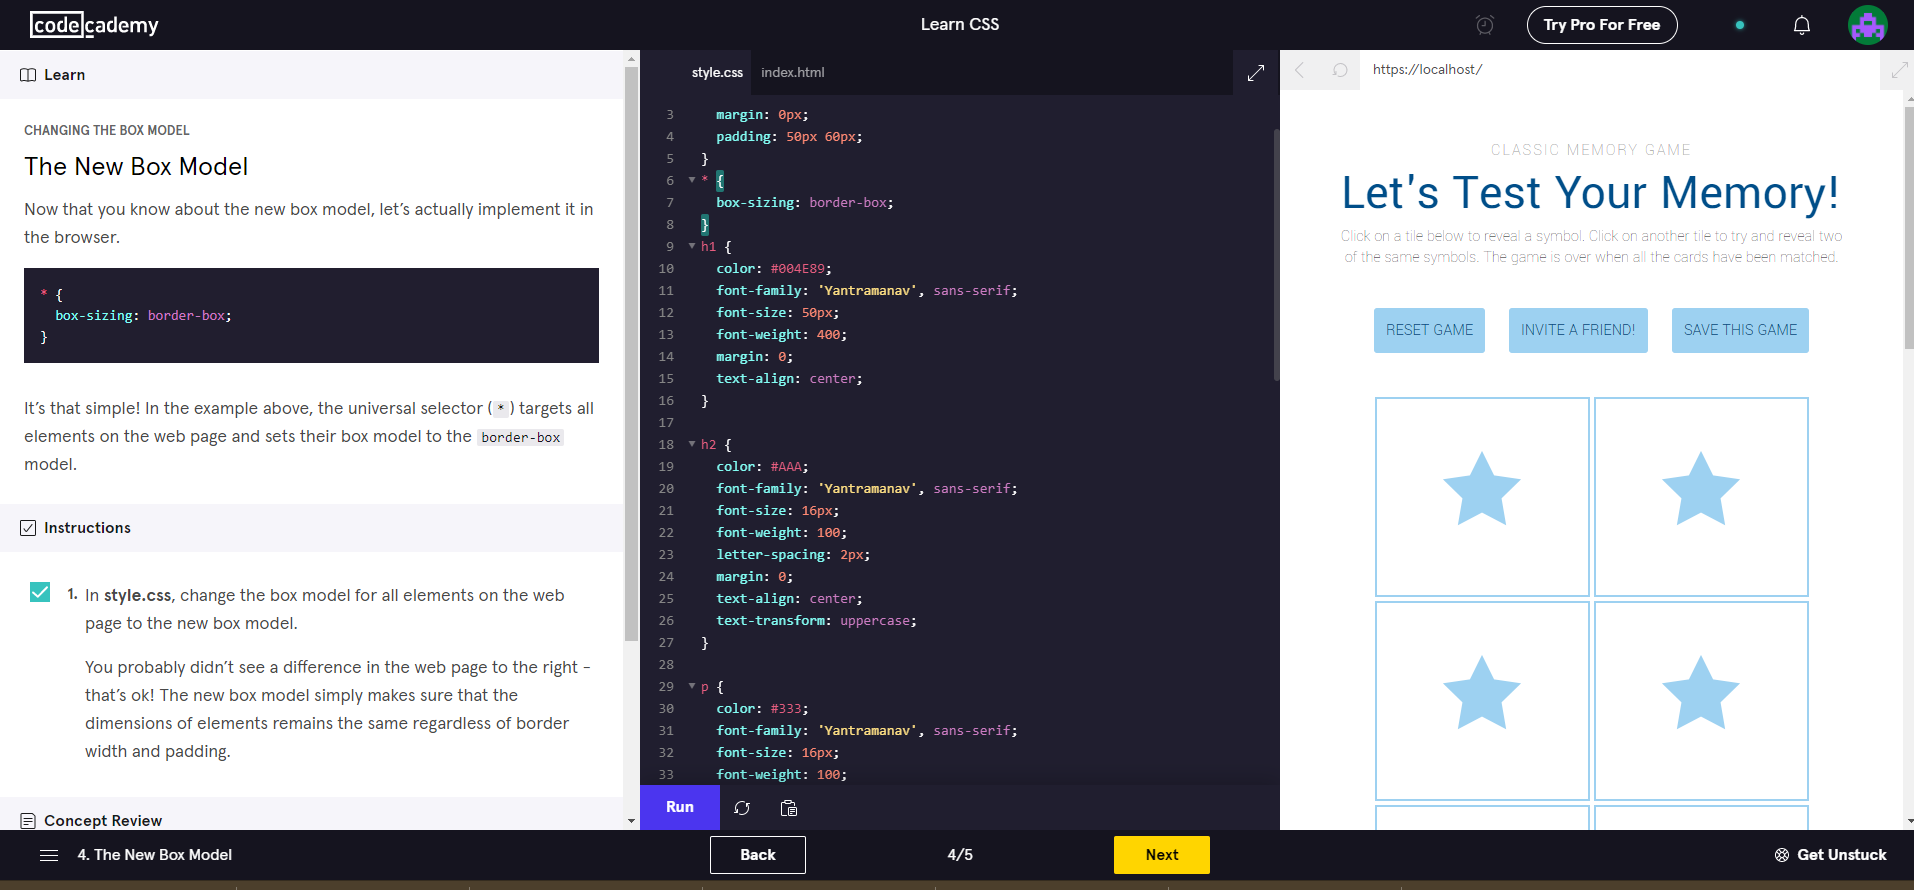 codecademy
Learn CSS
Try Pro For Free
Learn
CHANGING THE BOX MODEL
The New Box Model
Now that you know about the new box model, let's actually implement it in
the browser.
* {
box-sizing: border-box;
}
It's that simple! In the example above, the universal selector (*) targets all
elements on the web page and sets their box model to the border-box
model.
Instructions
1. In style.css, change the box model for all elements on the web
page to the new box model.
You probably didn't see a difference in the web page to the right -
that's ok! The new box model simply makes sure that the
dimensions of elements remains the same regardless of border
width and padding.
Concept Review
style.css
index.html
3 margin: 0px;
4 padding: 50px 60px;
5 }
6 * {
7 box-sizing: border-box;
8 }
9 h1 {
10 color: #004E89;
11 font-family: 'Yantramanav', sans-serif;
12 font-size: 50px;
13 font-weight: 400;
14 margin: 0;
15 text-align: center;
16 }
17
18 h2 {
19 color: #AAA;
20 font-family: 'Yantramanav', sans-serif;
21 font-size: 16px;
22 font-weight: 100;
23 letter-spacing: 2px;
24 margin: 0;
25 text-align: center;
26 text-transform: uppercase;
27 }
28
29 p {
30 color: #333;
31 font-family: 'Yantramanav', sans-serif;
32 font-size: 16px;
33 font-weight: 100;
Run
https://localhost/
CLASSIC MEMORY GAME
Let's Test Your Memory!
Click on a tile below to reveal a symbol. Click on another tile to try and reveal two
of the same symbols. The game is over when all the cards have been matched.
RESET GAME
INVITE A FRIEND!
SAVE THIS GAME
4. The New Box Model
Back
4/5
Next
Get Unstuck